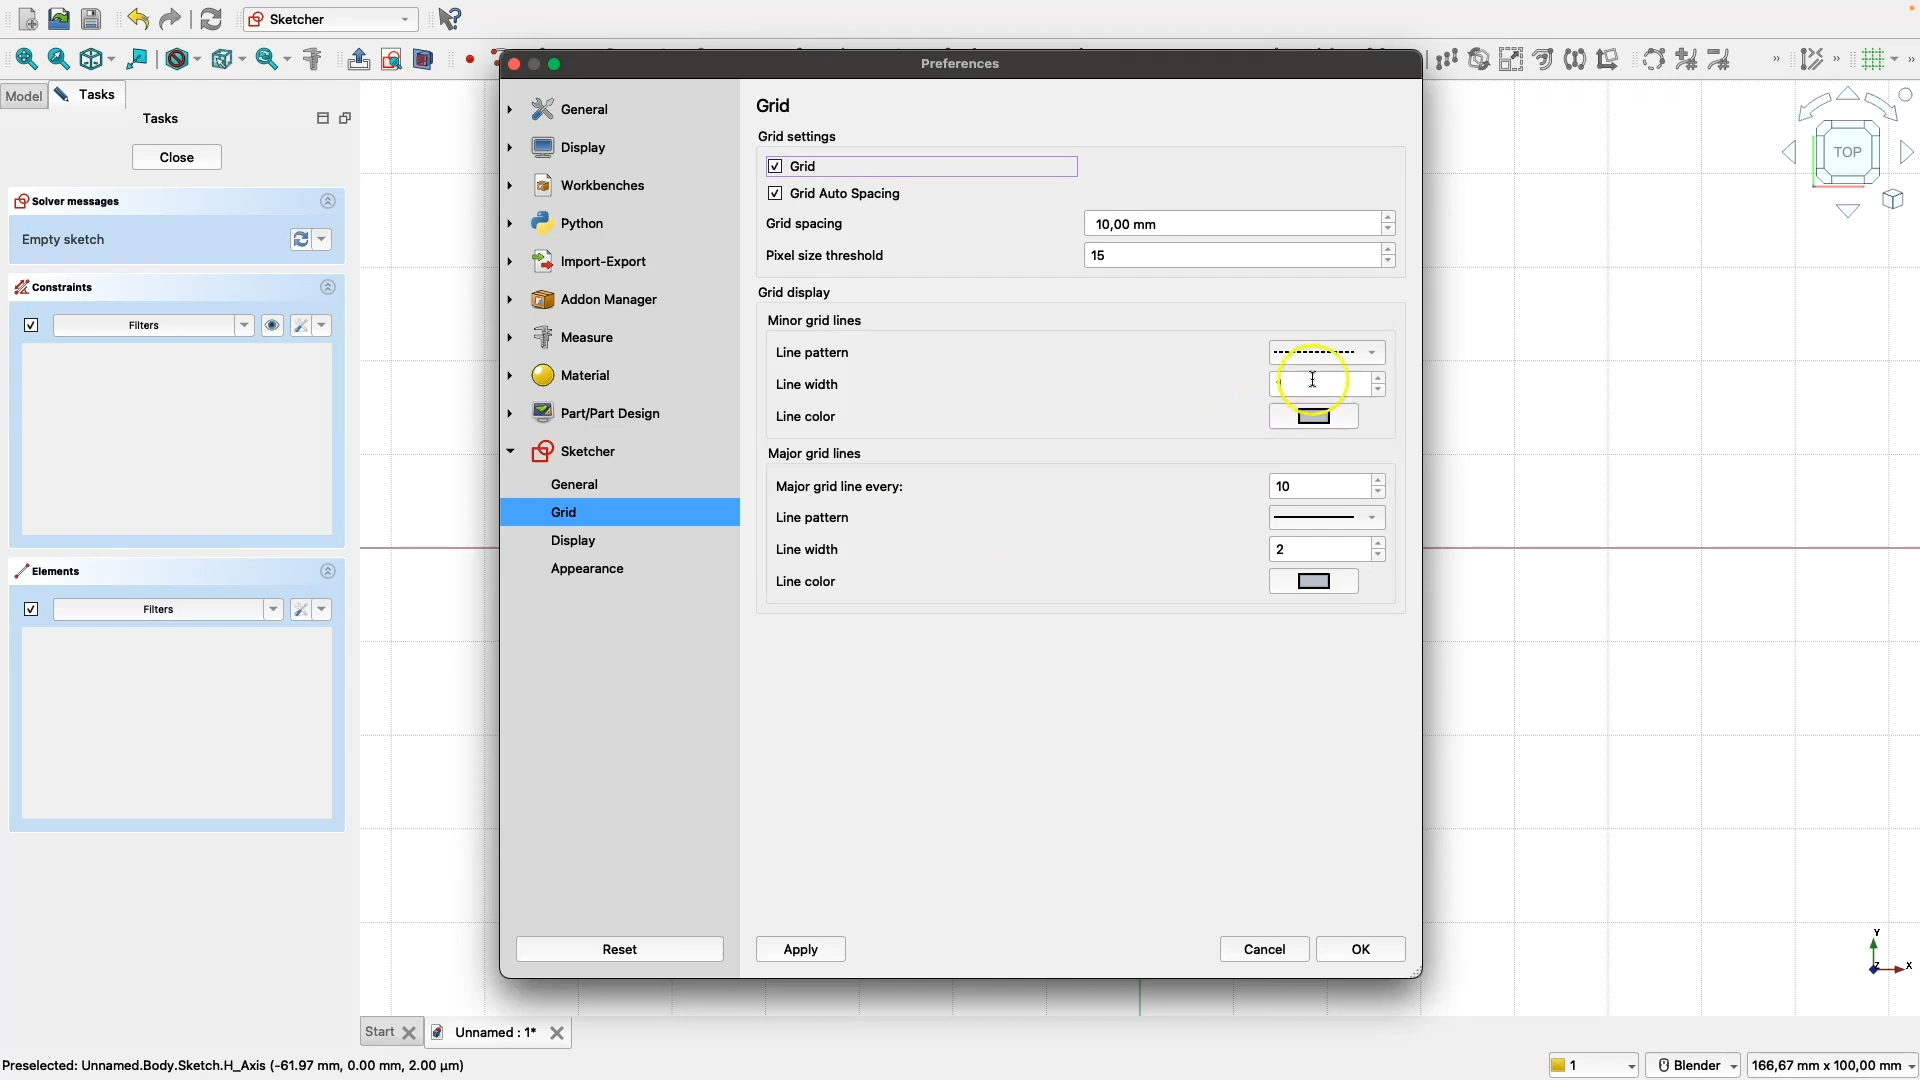 Sketcher
Preferences
Model
Tasks
Tasks
Close
Solver messages
Empty sketch
Constraints
Filters
Elements
Filters
General
Display
Workbenches
Python
Import-Export
Addon Manager
Measure
Material
Part/Part Design
Sketcher
General
Grid
Display
Appearance
Reset
Grid
Grid settings
Grid
Grid Auto Spacing
Grid spacing 10,00 mm
Pixel size threshold 15
Grid display
Minor grid lines
Line pattern
Line width
Line color
Major grid lines
Major grid line every: 10
Line pattern
Line width 2
Line color
Apply Cancel OK
TOP
Y
Z X
Start
Unnamed : 1*
Preselected: Unnamed.Body.Sketch.H_Axis (-61.97 mm, 0.00 mm, 2.00 µm)
1 Blender 166,67 mm x 100,00 mm